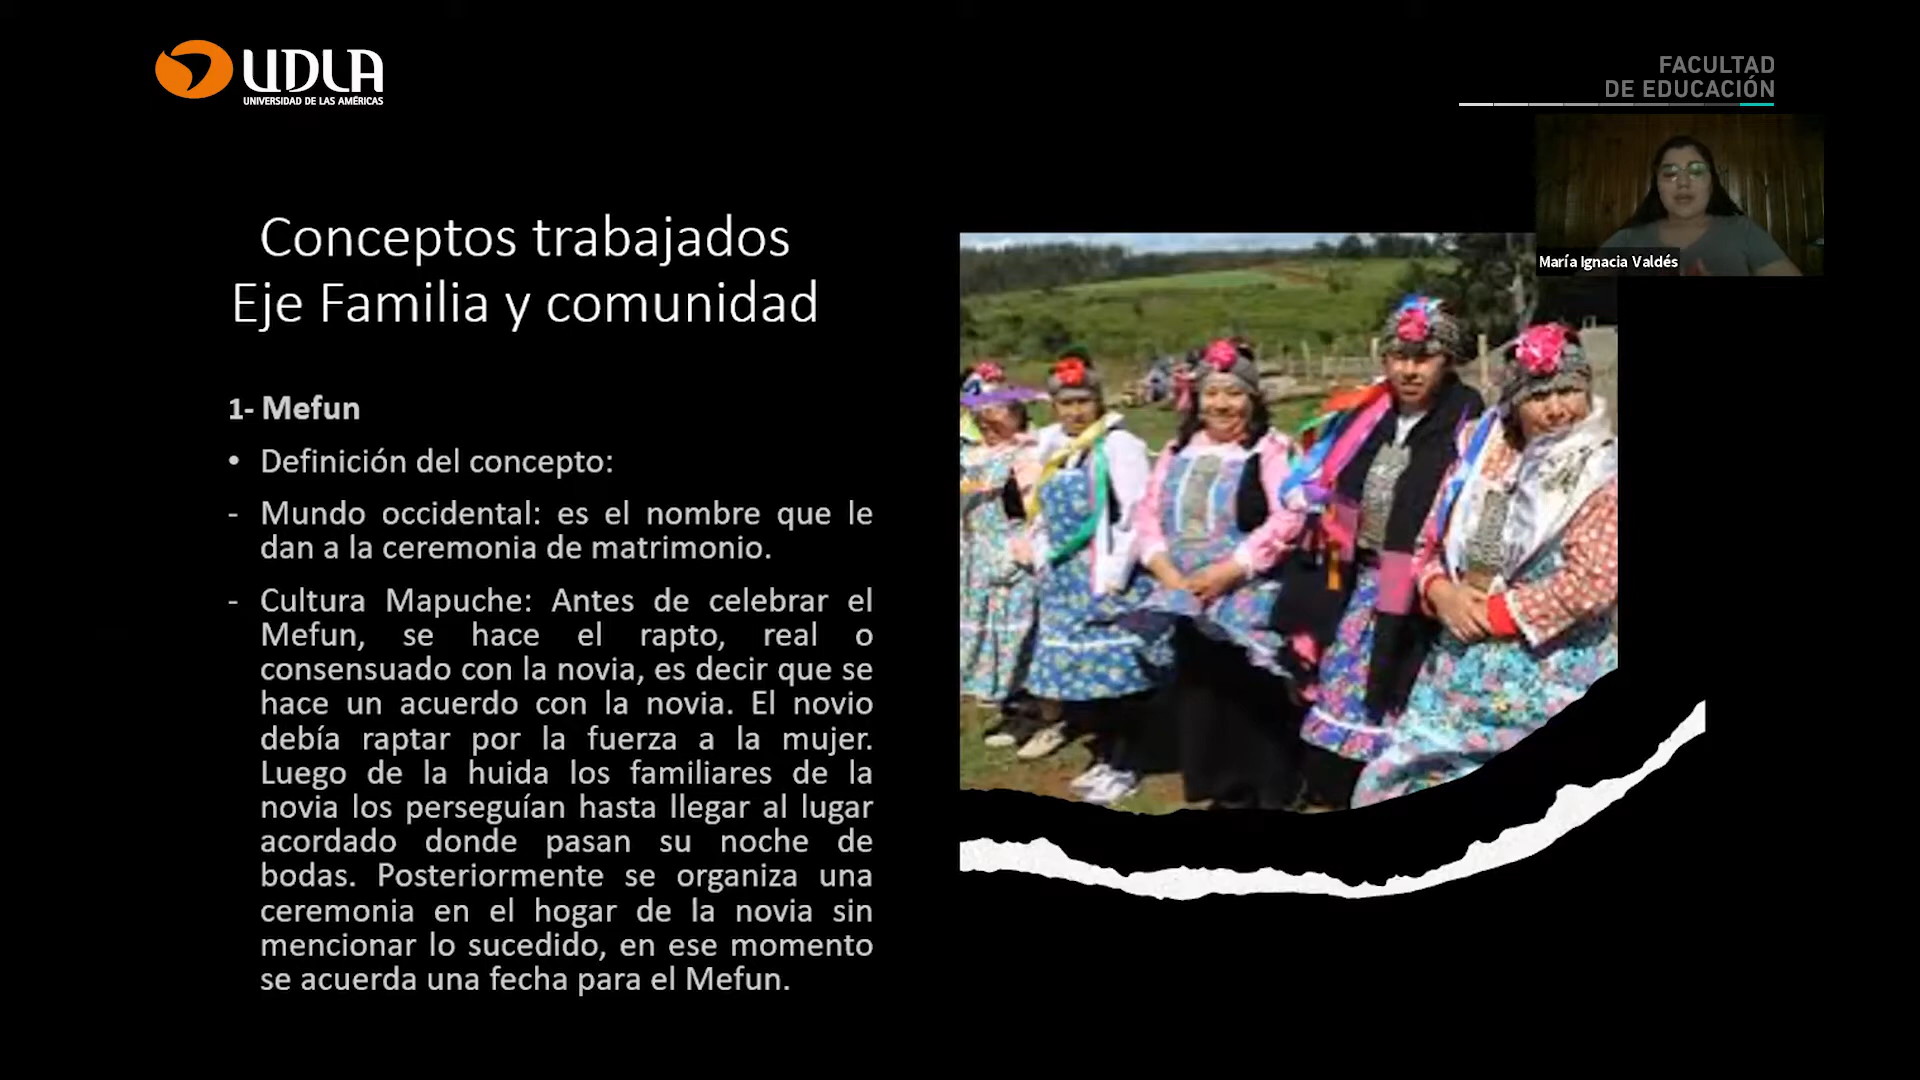 UDLA
UNIVERSIDAD DE LAS AMÉRICAS
FACULTAD
DE EDUCACIÓN
María Ignacia Valdés
Conceptos trabajados
Eje Familia y comunidad
1- Mefun
• Definición del concepto:
- Mundo occidental: es el nombre que le
dan a la ceremonia de matrimonio.
- Cultura Mapuche: Antes de celebrar el
Mefun, se hace el rapto, real o
consensuado con la novia, es decir que se
hace un acuerdo con la novia. El novio
debía raptar por la fuerza a la mujer.
Luego de la huida los familiares de la
novia los perseguían hasta llegar al lugar
acordado donde pasan su noche de
bodas. Posteriormente se organiza una
ceremonia en el hogar de la novia sin
mencionar lo sucedido, en ese momento
se acuerda una fecha para el Mefun.